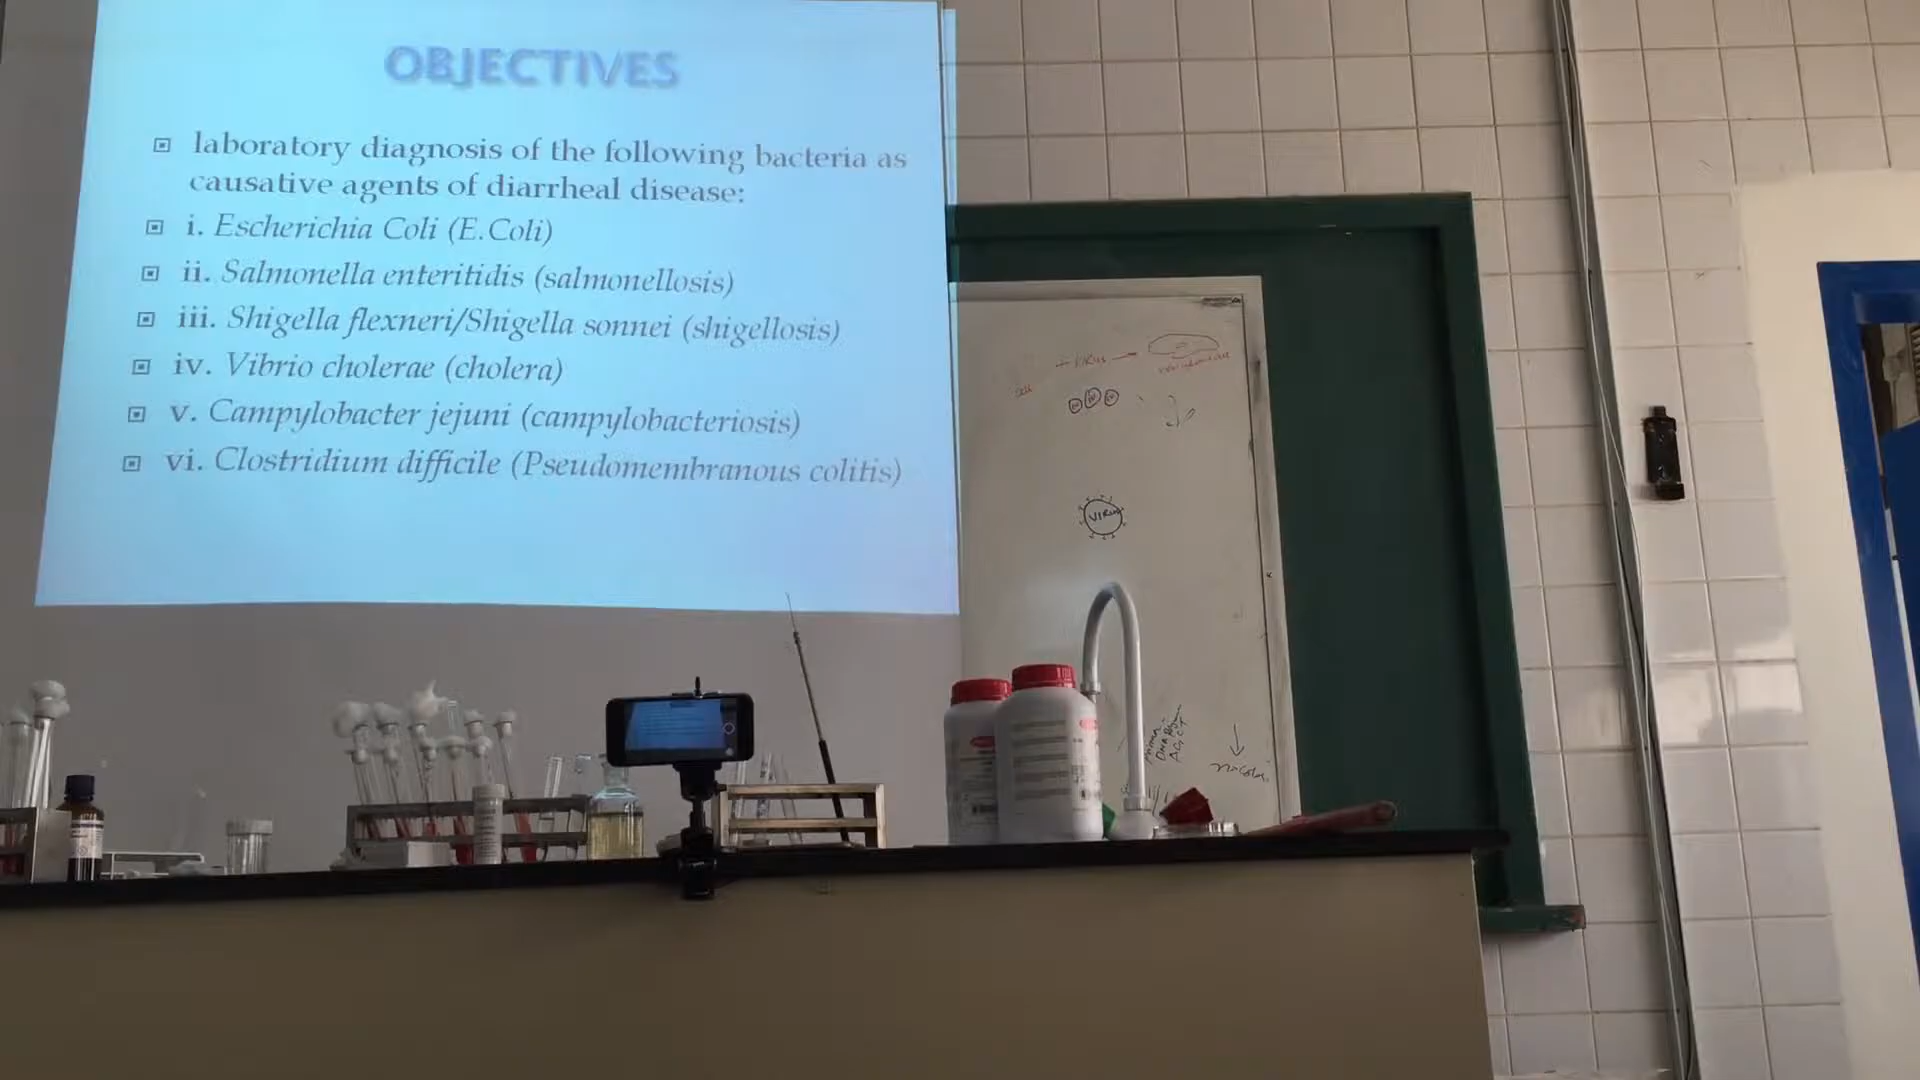 OBJECTIVES
laboratory diagnosis of the following bacteria as
causative agents of diarrheal disease:
i. Escherichia Coli (E.Coli)
ii. Salmonella enteritidis (salmonellosis)
iii. Shigella flexneri/Shigella sonnei (shigellosis)
iv. Vibrio cholerae (cholera)
v. Campylobacter jejuni (campylobacteriosis)
vi. Clostridium difficile (Pseudomembranous colitis)
VIRUS
VIRUS